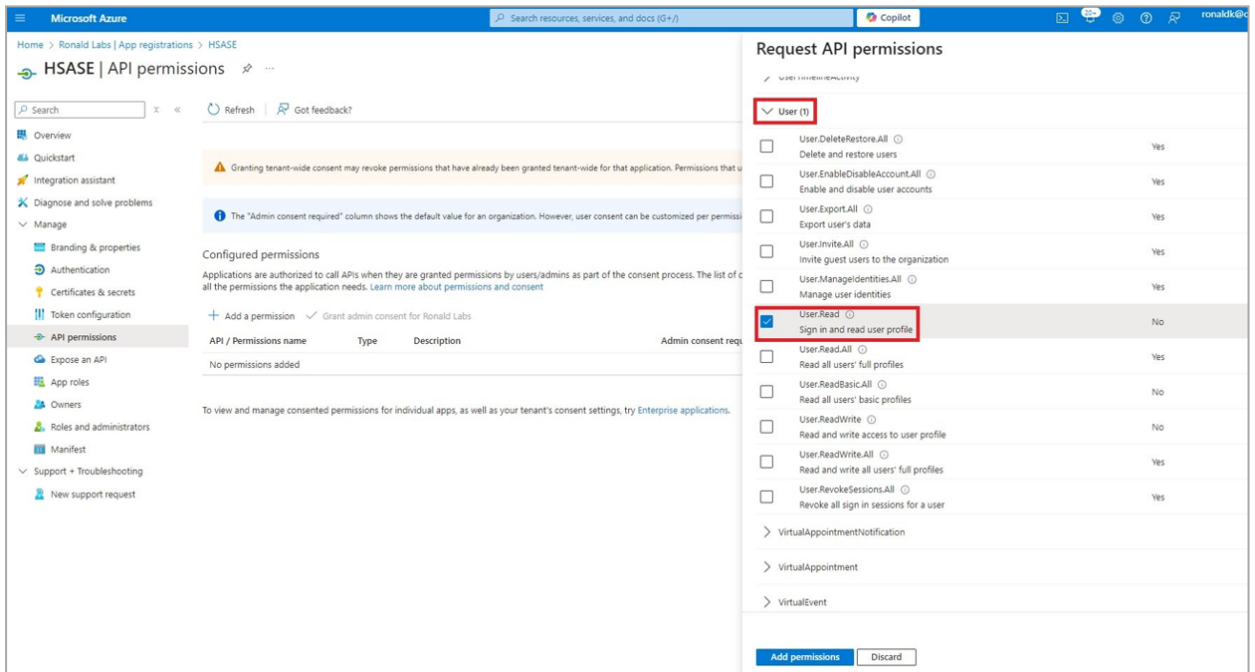 Microsoft Azure
Search resources, services, and docs (G+/)
Copilot
20+
ronaldk@c
Home > Ronald Labs | App registrations > HSASE
HSASE | API permissions
Search
Refresh
Got feedback?
Overview
Quickstart
Integration assistant
Diagnose and solve problems
Manage
Branding & properties
Authentication
Certificates & secrets
Token configuration
API permissions
Expose an API
App roles
Owners
Roles and administrators
Manifest
Support + Troubleshooting
New support request
Granting tenant-wide consent may revoke permissions that have already been granted tenant-wide for that application. Permissions that u
The "Admin consent required" column shows the default value for an organization. However, user consent can be customized per permissi
Configured permissions
Applications are authorized to call APIs when they are granted permissions by users/admins as part of the consent process. The list of c
all the permissions the application needs. Learn more about permissions and consent
Add a permission
Grant admin consent for Ronald Labs
API / Permissions name Type Description Admin consent requ
No permissions added
To view and manage consented permissions for individual apps, as well as your tenant's consent settings, try Enterprise applications.
Request API permissions
UserTimelineActivity
User (1)
User.DeleteRestore.All
Delete and restore users
Yes
User.EnableDisableAccount.All
Enable and disable user accounts
Yes
User.Export.All
Export user's data
Yes
User.Invite.All
Invite guest users to the organization
Yes
User.ManageIdentities.All
Manage user identities
Yes
User.Read
Sign in and read user profile
No
User.Read.All
Read all users' full profiles
Yes
User.ReadBasic.All
Read all users' basic profiles
No
User.ReadWrite
Read and write access to user profile
No
User.ReadWrite.All
Read and write all users' full profiles
Yes
User.RevokeSessions.All
Revoke all sign in sessions for a user
Yes
VirtualAppointmentNotification
VirtualAppointment
VirtualEvent
Add permissions
Discard